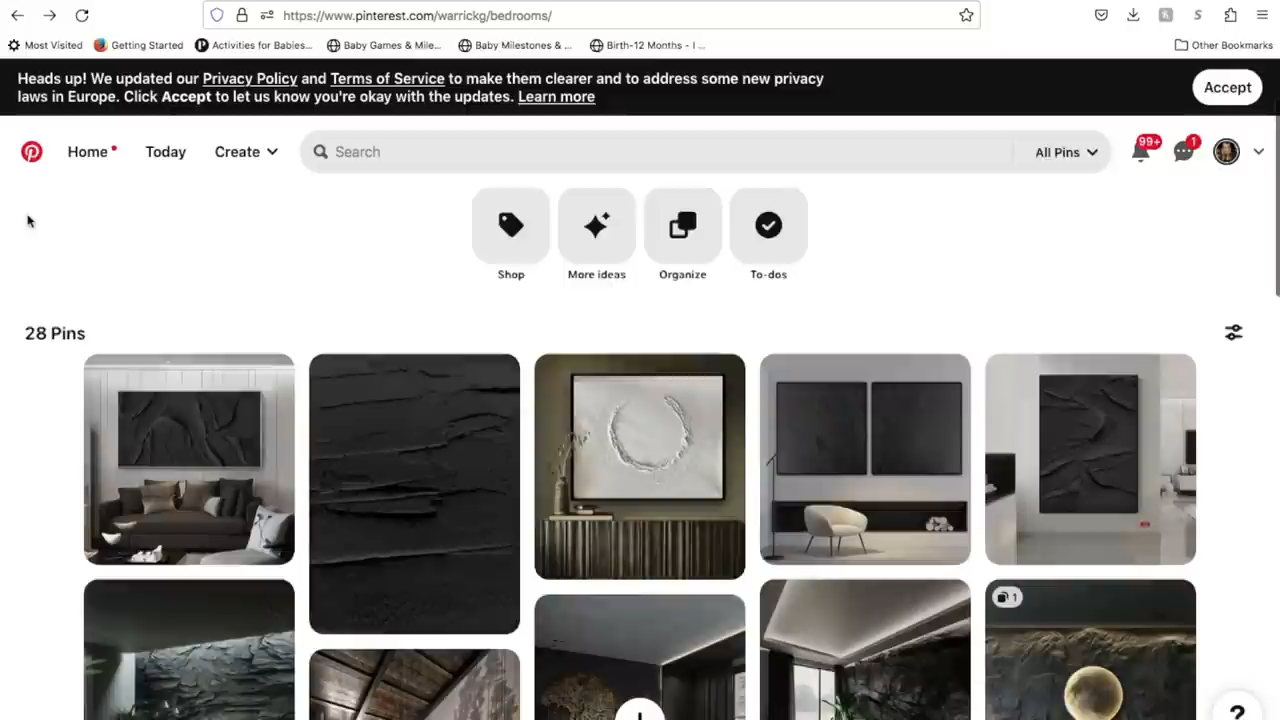 https://www.pinterest.com/warrickg/bedrooms/
Most Visited
Getting Started
Activities for Babies...
Baby Games & Mile...
Baby Milestones & ...
Birth-12 Months - I ...
Other Bookmarks
Heads up! We updated our Privacy Policy and Terms of Service to make them clearer and to address some new privacy
laws in Europe. Click Accept to let us know you're okay with the updates. Learn more
Accept
Home
Today
Create
Search
All Pins
99+
1
Shop
More ideas
Organize
To-dos
28 Pins
1
?